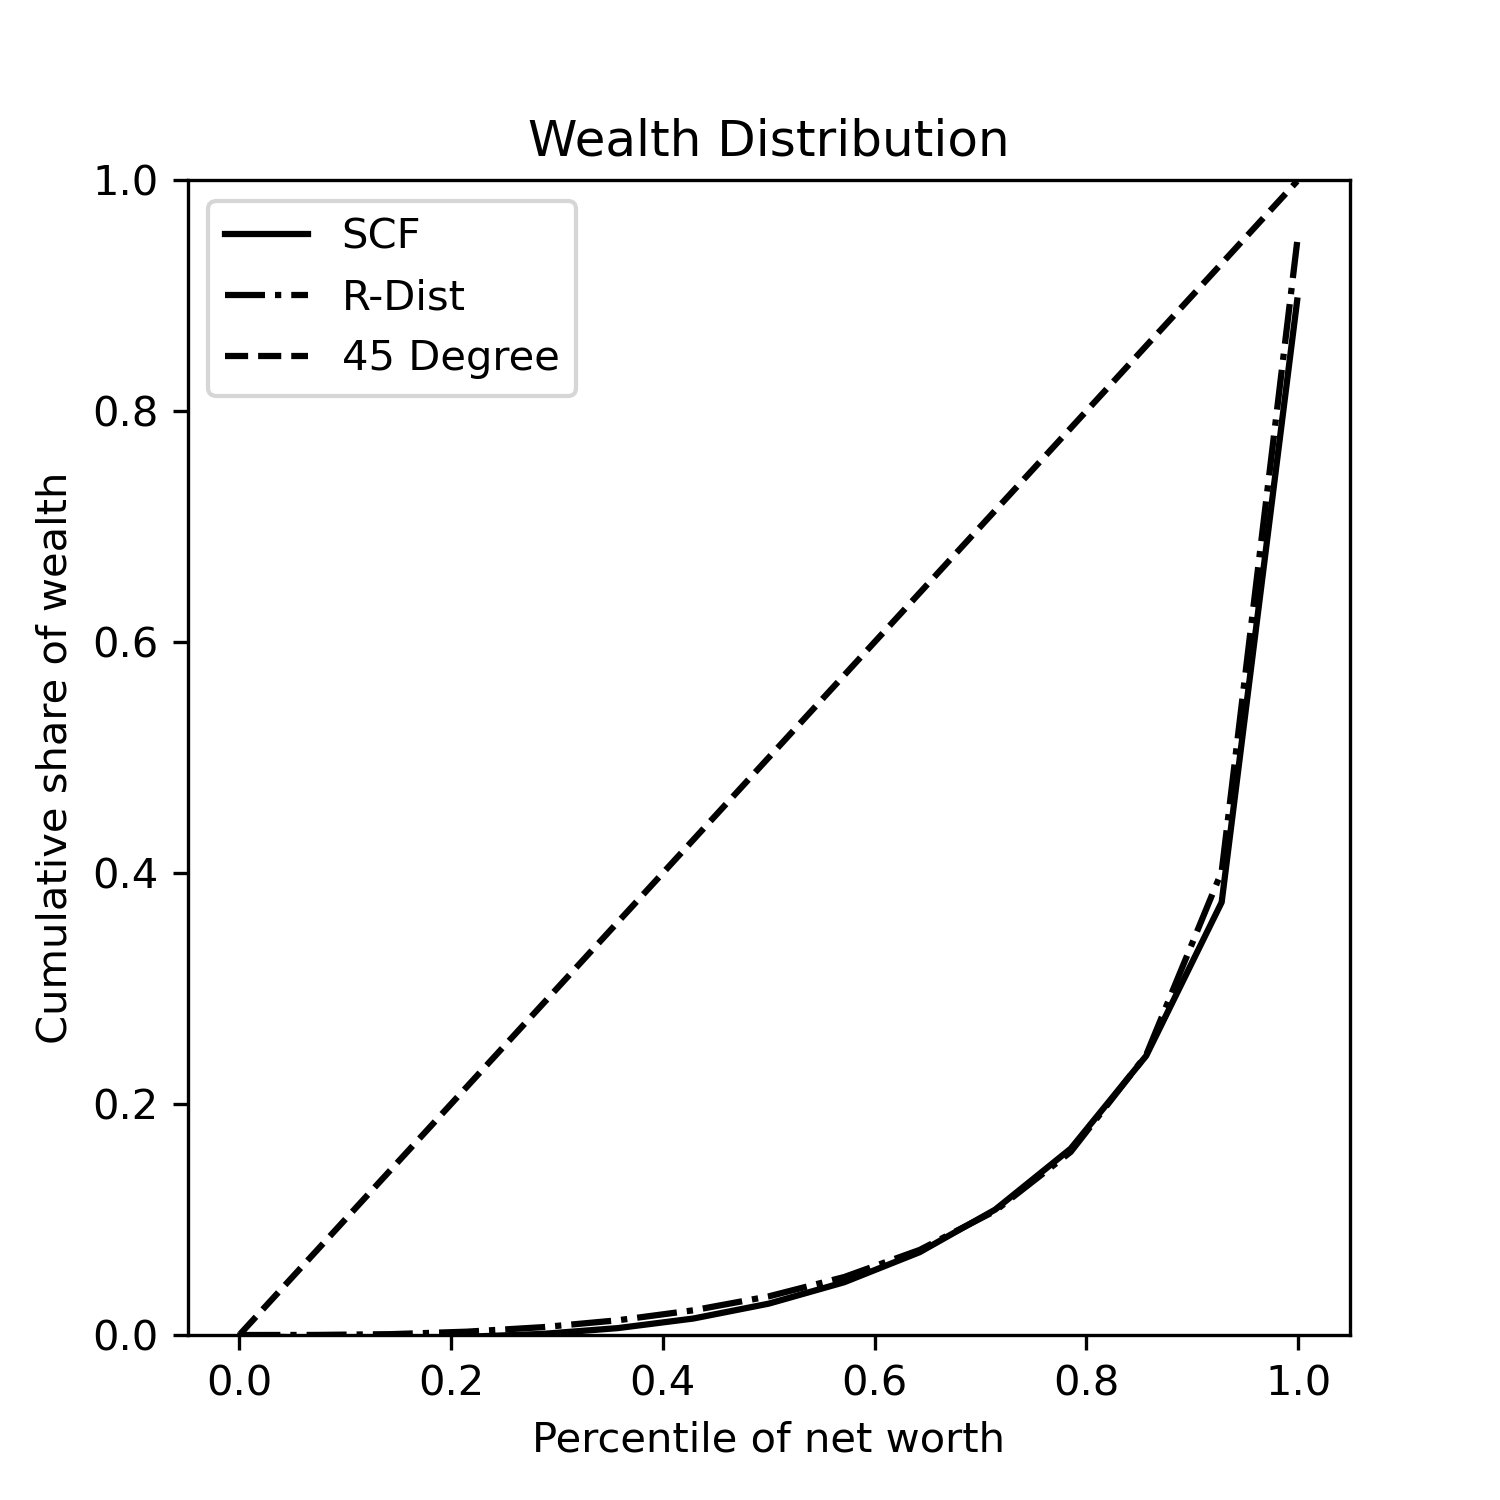 Wealth Distribution
1.0
0.8
0.6
0.4
0.2
0.0
Cumulative share of wealth
SCF
R-Dist
45 Degree
0.0 0.2 0.4 0.6 0.8 1.0
Percentile of net worth